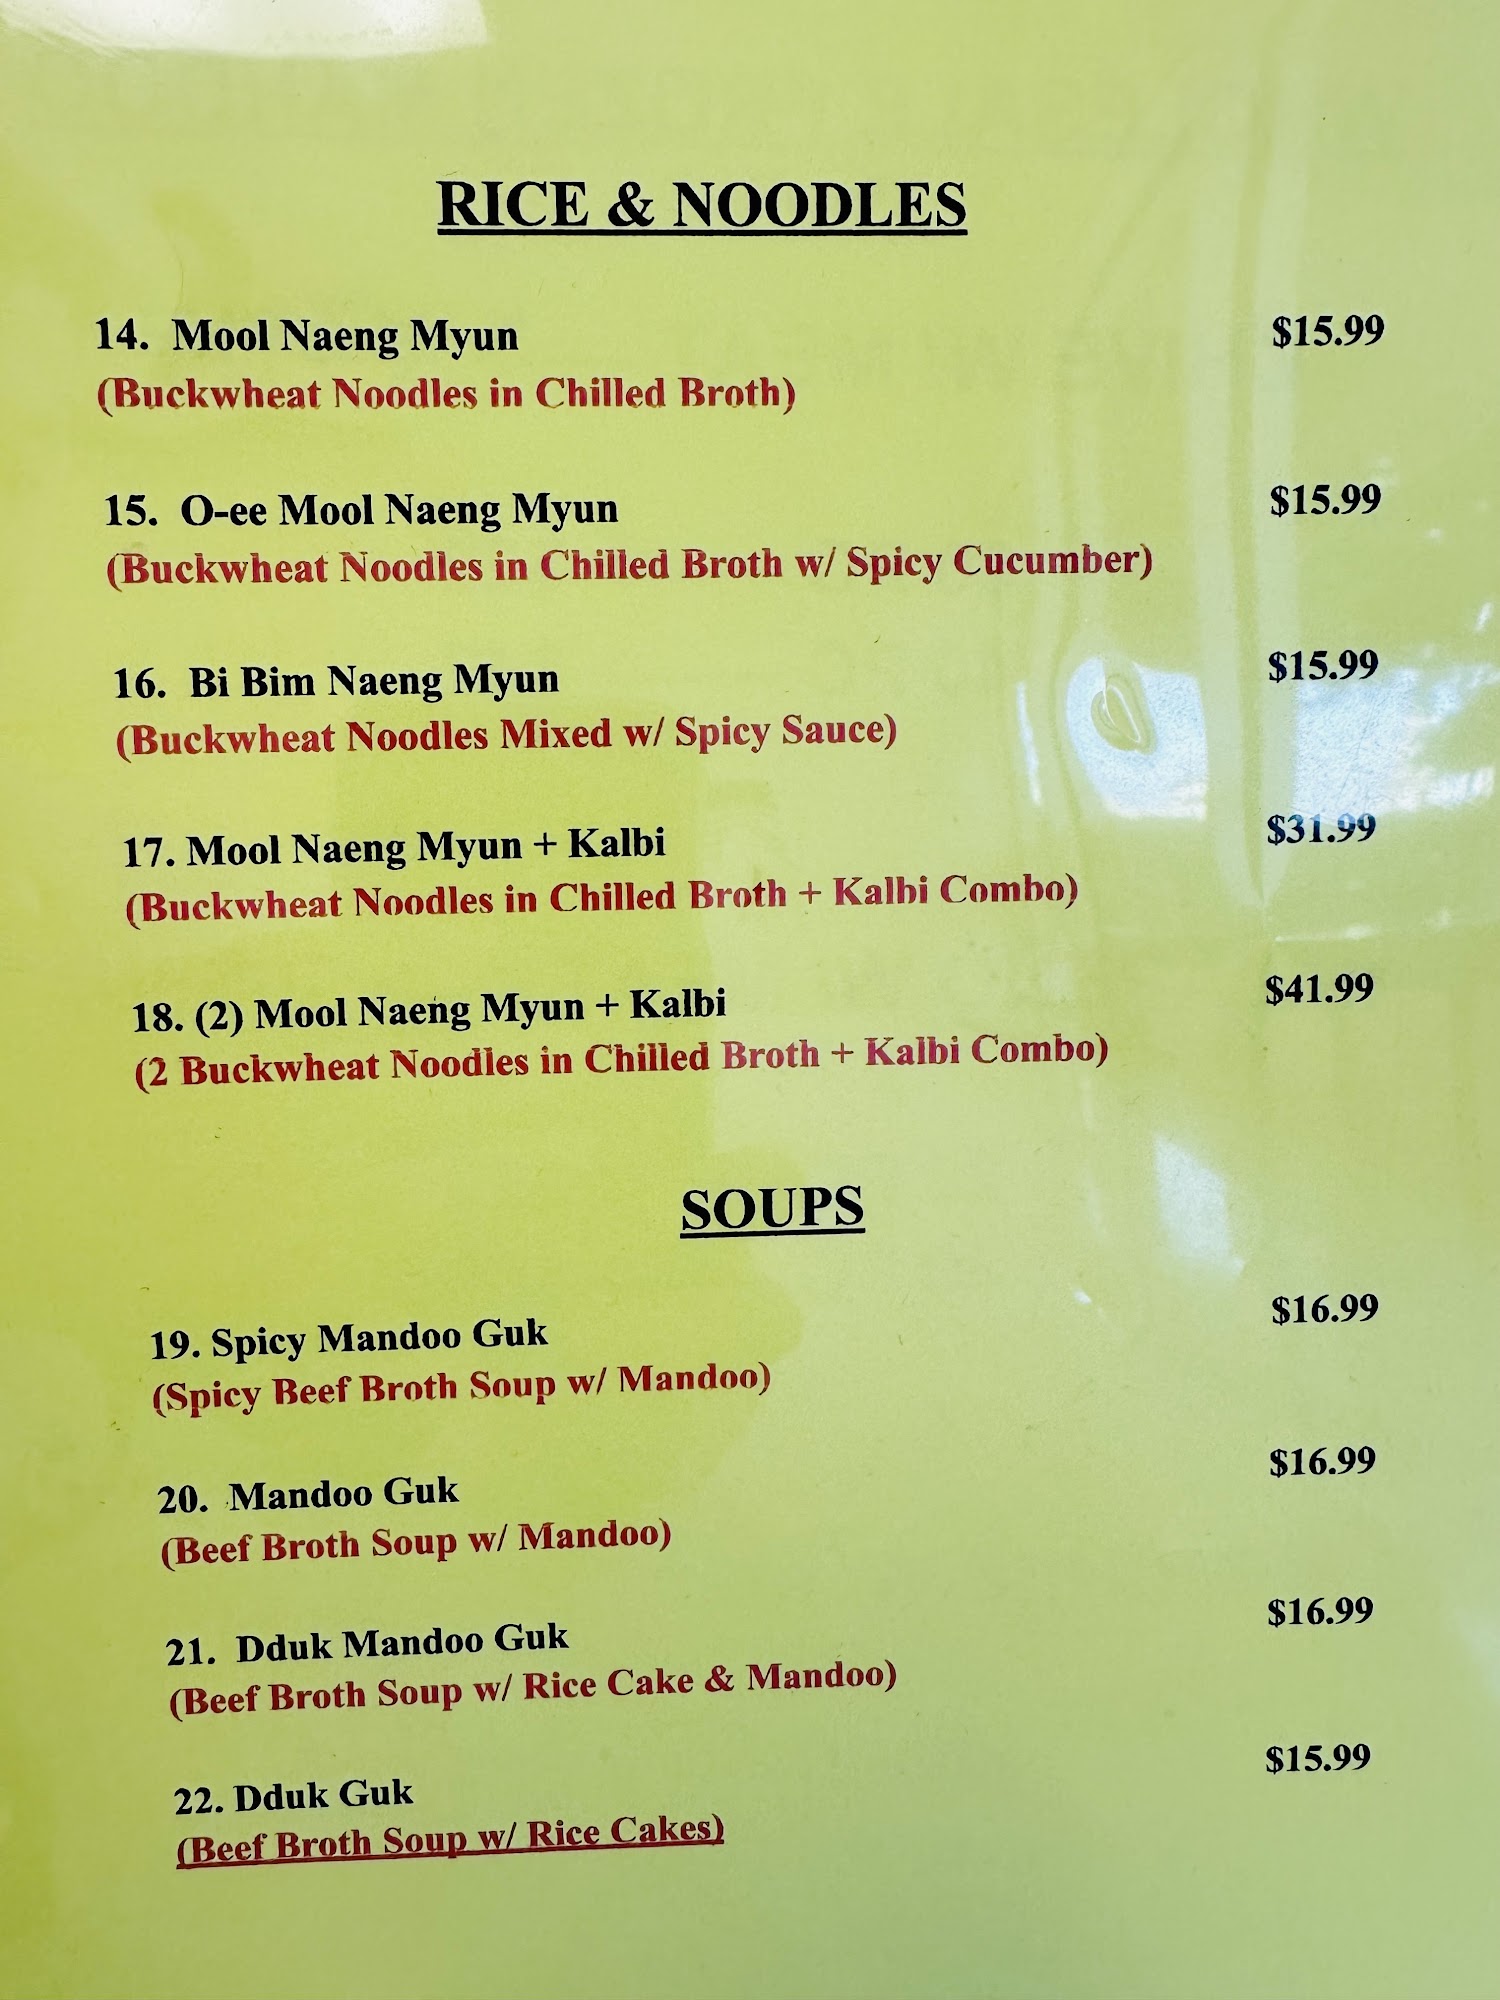 RICE & NOODLES
14. Mool Naeng Myun $15.99
(Buckwheat Noodles in Chilled Broth)
15. O-ee Mool Naeng Myun $15.99
(Buckwheat Noodles in Chilled Broth w/ Spicy Cucumber)
16. Bi Bim Naeng Myun $15.99
(Buckwheat Noodles Mixed w/ Spicy Sauce)
17. Mool Naeng Myun + Kalbi $31.99
(Buckwheat Noodles in Chilled Broth + Kalbi Combo)
18. (2) Mool Naeng Myun + Kalbi $41.99
(2 Buckwheat Noodles in Chilled Broth + Kalbi Combo)
SOUPS
19. Spicy Mandoo Guk $16.99
(Spicy Beef Broth Soup w/ Mandoo)
20. Mandoo Guk $16.99
(Beef Broth Soup w/ Mandoo)
21. Dduk Mandoo Guk $16.99
(Beef Broth Soup w/ Rice Cake & Mandoo)
22. Dduk Guk $15.99
(Beef Broth Soup w/ Rice Cakes)